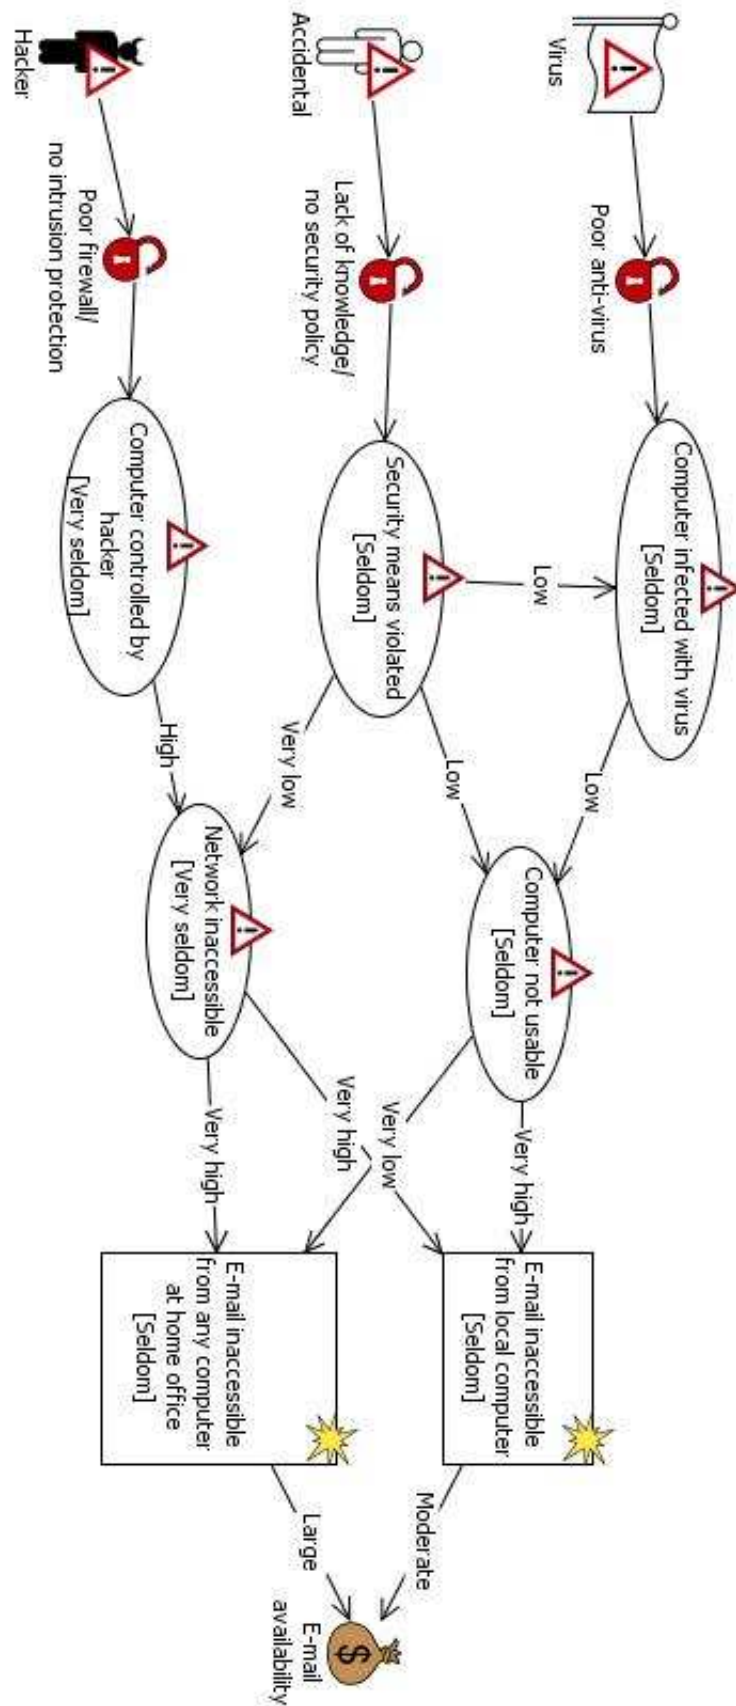 Virus
Poor anti-virus
Computer infected with virus
[Seldom]
Low
Low
Computer not usable
[Seldom]
Very high
E-mail inaccessible
from local computer
[Seldom]
Moderate
Accidental
Lack of knowledge/
no security policy
Security means violated
[Seldom]
Low
Very low
Very low
Very high
E-mail
availability
$
Hacker
Poor firewall/
no intrusion protection
Computer controlled by
hacker
[Very seldom]
High
Network inaccessible
[Very seldom]
Very high
E-mail inaccessible
from any computer
at home office
[Seldom]
Large